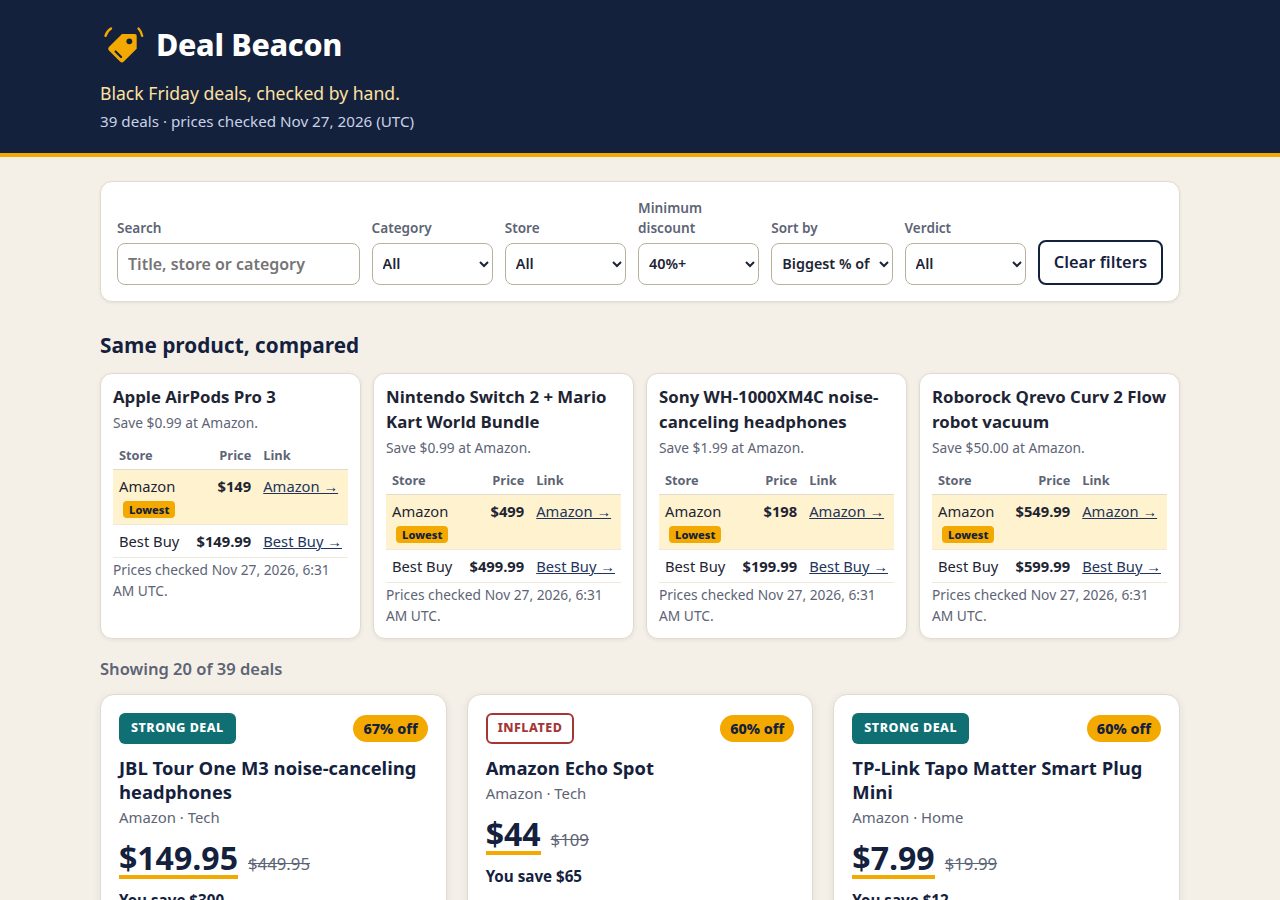 Deal Beacon
Black Friday deals, checked by hand.
39 deals · prices checked Nov 27, 2026 (UTC)
Search
Category
Store
Minimum
discount
Sort by
Verdict
Title, store or category
All
All
40%+
Biggest % of
All
Clear filters
Same product, compared
Apple AirPods Pro 3
Save $0.99 at Amazon.
Store Price Link
Amazon $149 Amazon →
Lowest
Best Buy $149.99 Best Buy →
Prices checked Nov 27, 2026, 6:31
AM UTC.
Nintendo Switch 2 + Mario
Kart World Bundle
Save $0.99 at Amazon.
Store Price Link
Amazon $499 Amazon →
Lowest
Best Buy $499.99 Best Buy →
Prices checked Nov 27, 2026, 6:31
AM UTC.
Sony WH-1000XM4C noise-
canceling headphones
Save $1.99 at Amazon.
Store Price Link
Amazon $198 Amazon →
Lowest
Best Buy $199.99 Best Buy →
Prices checked Nov 27, 2026, 6:31
AM UTC.
Roborock Qrevo Curv 2 Flow
robot vacuum
Save $50.00 at Amazon.
Store Price Link
Amazon $549.99 Amazon →
Lowest
Best Buy $599.99 Best Buy →
Prices checked Nov 27, 2026, 6:31
AM UTC.
Showing 20 of 39 deals
STRONG DEAL 67% off
JBL Tour One M3 noise-canceling
headphones
Amazon · Tech
$149.95 $449.95
You save $300
INFLATED 60% off
Amazon Echo Spot
Amazon · Tech
$44 $109
You save $65
STRONG DEAL 60% off
TP-Link Tapo Matter Smart Plug
Mini
Amazon · Home
$7.99 $19.99
You save $12